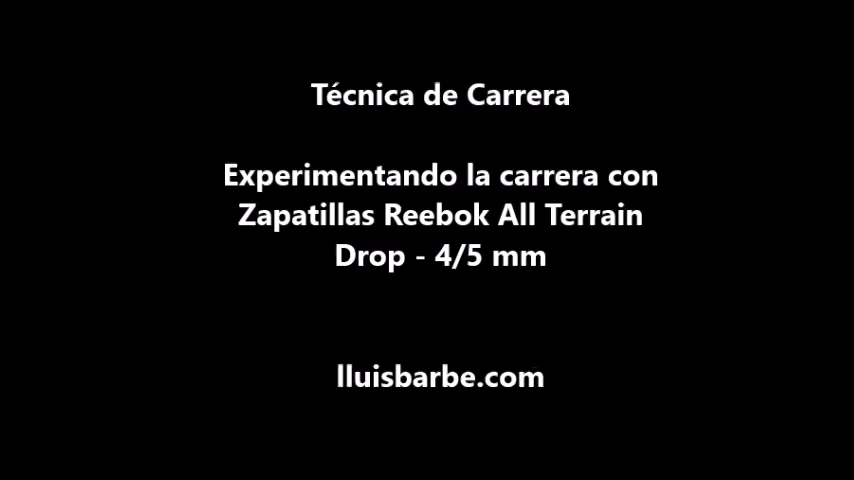 Técnica de Carrera
Experimentando la carrera con
Zapatillas Reebok All Terrain
Drop - 4/5 mm
lluisbarbe.com